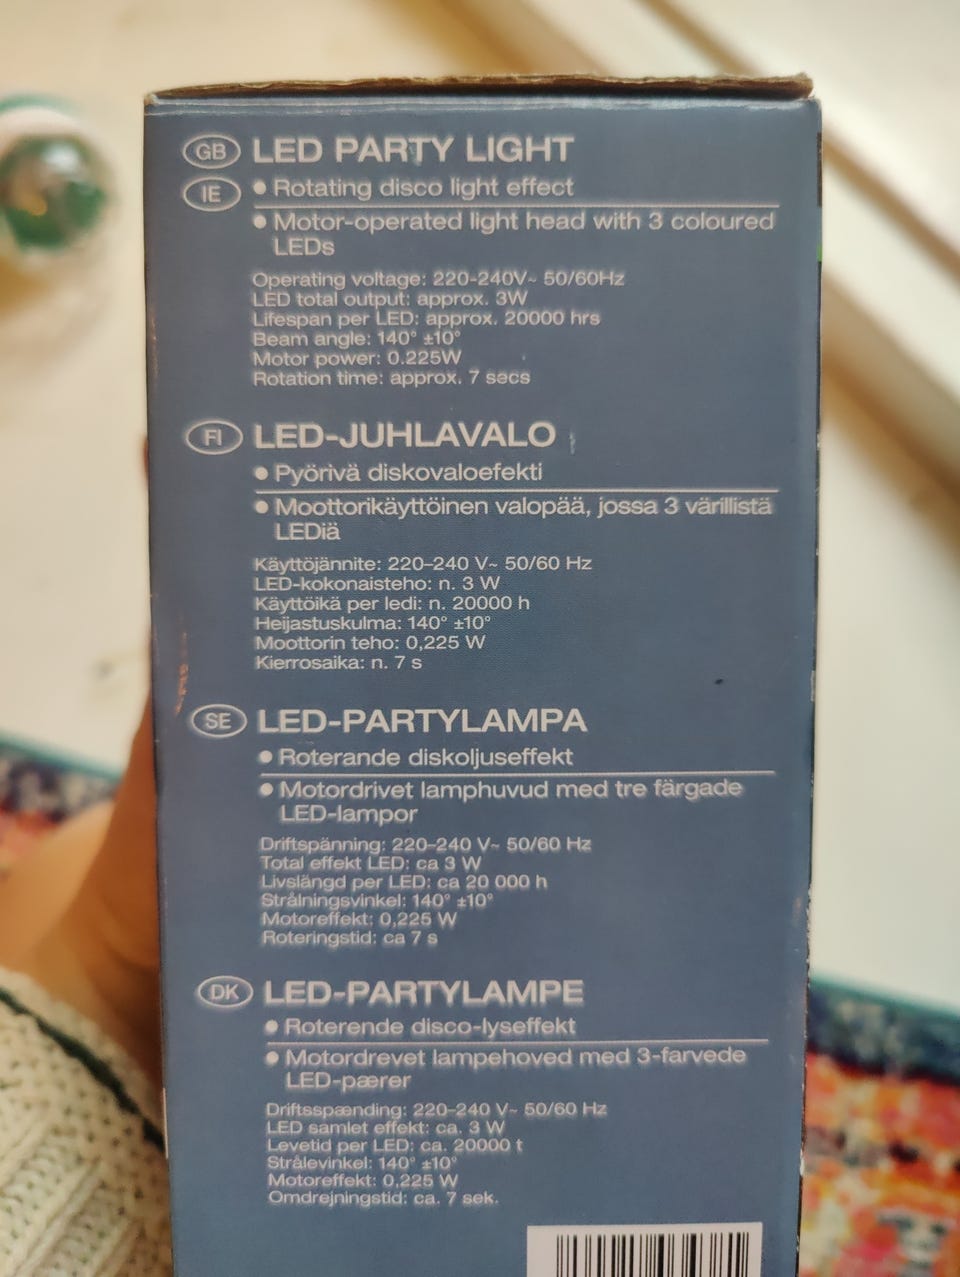 GB LED PARTY LIGHT
IE • Rotating disco light effect
• Motor-operated light head with 3 coloured
LEDs
Operating voltage: 220-240V~ 50/60Hz
LED total output: approx. 3W
Lifespan per LED: approx. 20000 hrs
Beam angle: 140° ±10°
Motor power: 0.225W
Rotation time: approx. 7 secs
FI LED-JUHLAVALO
• Pyörivä diskovaloefekti
• Moottorikäyttöinen valopää, jossa 3 värillistä
LEDiä
Käyttöjännite: 220–240 V~ 50/60 Hz
LED-kokonaisteho: n. 3 W
Käyttöikä per ledi: n. 20000 h
Heijastuskulma: 140° ±10°
Moottorin teho: 0,225 W
Kierrosaika: n. 7 s
SE LED-PARTYLAMPA
• Roterande diskoljuseffekt
• Motordrivet lamphuvud med tre färgade
LED-lampor
Driftspänning: 220–240 V~ 50/60 Hz
Total effekt LED: ca 3 W
Livslängd per LED: ca 20 000 h
Strålningsvinkel: 140° ±10°
Motoreffekt: 0,225 W
Roteringstid: ca 7 s
DK LED-PARTYLAMPE
• Roterende disco-lyseffekt
• Motordrevet lampehoved med 3-farvede
LED-pærer
Driftsspænding: 220-240 V~ 50/60 Hz
LED samlet effekt: ca. 3 W
Levetid per LED: ca. 20000 t
Strålevinkel: 140° ±10°
Motoreffekt: 0,225 W
Omdrejningstid: ca. 7 sek.